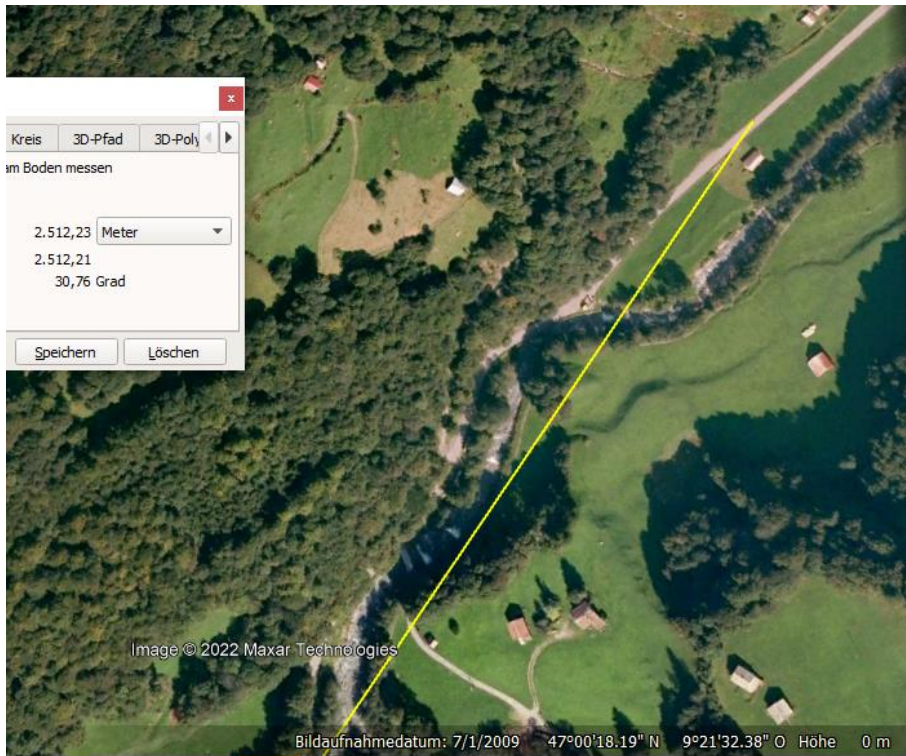 x
Kreis 3D-Pfad 3D-Poly
am Boden messen
2.512,23 Meter
2.512,21
30,76 Grad
Speichern Löschen
Image © 2022 Maxar Technologies
Bildaufnahmedatum: 7/1/2009 47°00'18.19" N 9°21'32.38" O Höhe 0 m